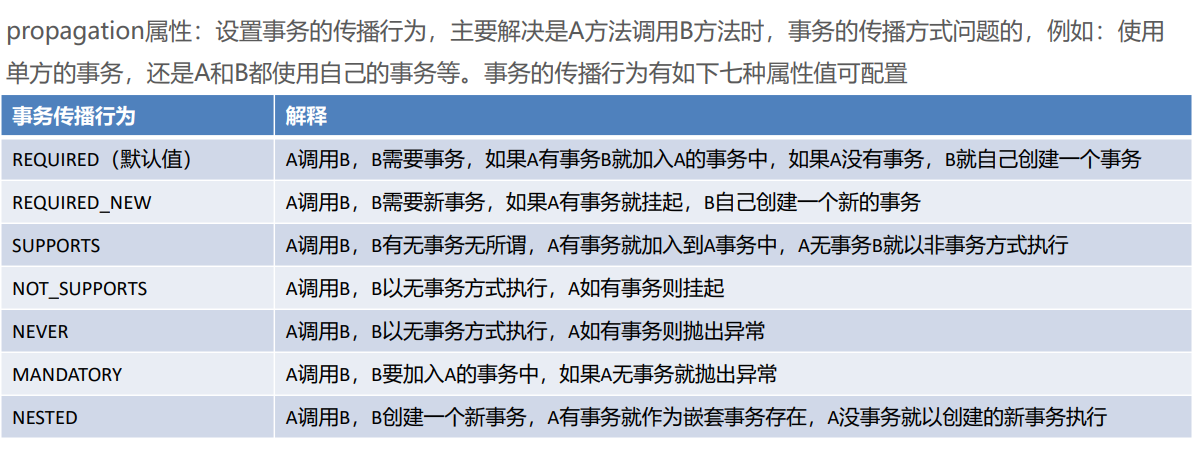 propagation属性：设置事务的传播行为，主要解决是A方法调用B方法时，事务的传播方式问题的，例如：使用
单方的事务，还是A和B都使用自己的事务等。事务的传播行为有如下七种属性值可配置
事务传播行为 解释
REQUIRED（默认值） A调用B，B需要事务，如果A有事务B就加入A的事务中，如果A没有事务，B就自己创建一个事务
REQUIRED_NEW A调用B，B需要新事务，如果A有事务就挂起，B自己创建一个新的事务
SUPPORTS A调用B，B有无事务无所谓，A有事务就加入到A事务中，A无事务B就以非事务方式执行
NOT_SUPPORTS A调用B，B以无事务方式执行，A如有事务则挂起
NEVER A调用B，B以无事务方式执行，A如有事务则抛出异常
MANDATORY A调用B，B要加入A的事务中，如果A无事务就抛出异常
NESTED A调用B，B创建一个新事务，A有事务就作为嵌套事务存在，A没事务就以创建的新事务执行